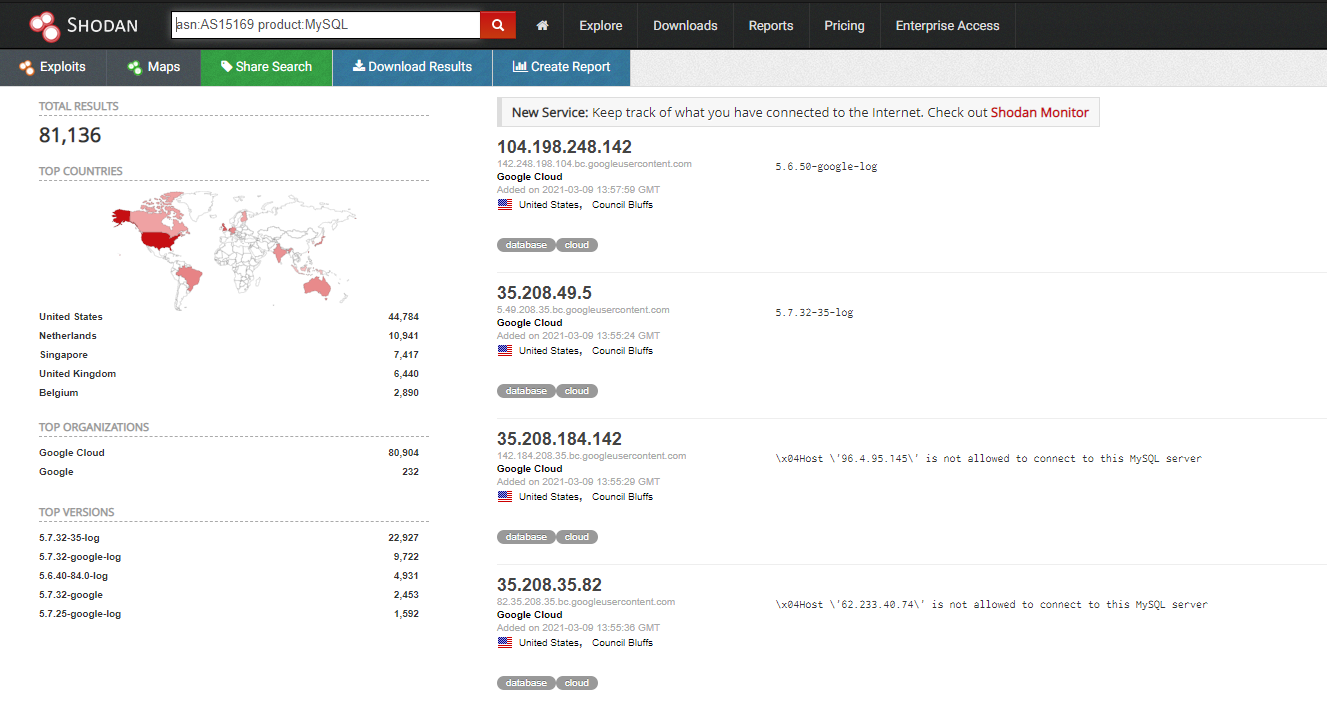 SHODAN
asn:AS15169 product:MySQL
Explore
Downloads
Reports
Pricing
Enterprise Access
Exploits
Maps
Share Search
Download Results
Create Report
TOTAL RESULTS
81,136
TOP COUNTRIES
United States 44,784
Netherlands 10,941
Singapore 7,417
United Kingdom 6,440
Belgium 2,890
TOP ORGANIZATIONS
Google Cloud 80,904
Google 232
TOP VERSIONS
5.7.32-35-log 22,927
5.7.32-google-log 9,722
5.6.40-84.0-log 4,931
5.7.32-google 2,453
5.7.25-google-log 1,592
New Service: Keep track of what you have connected to the Internet. Check out Shodan Monitor
104.198.248.142
142.248.198.104.bc.googleusercontent.com
Google Cloud
Added on 2021-03-09 13:57:59 GMT
United States, Council Bluffs
database cloud
5.6.50-google-log
35.208.49.5
5.49.208.35.bc.googleusercontent.com
Google Cloud
Added on 2021-03-09 13:55:24 GMT
United States, Council Bluffs
database cloud
5.7.32-35-log
35.208.184.142
142.184.208.35.bc.googleusercontent.com
Google Cloud
Added on 2021-03-09 13:55:29 GMT
United States, Council Bluffs
database cloud
\x04Host \'96.4.95.145\' is not allowed to connect to this MySQL server
35.208.35.82
82.35.208.35.bc.googleusercontent.com
Google Cloud
Added on 2021-03-09 13:55:36 GMT
United States, Council Bluffs
database cloud
\x04Host \'62.233.40.74\' is not allowed to connect to this MySQL server